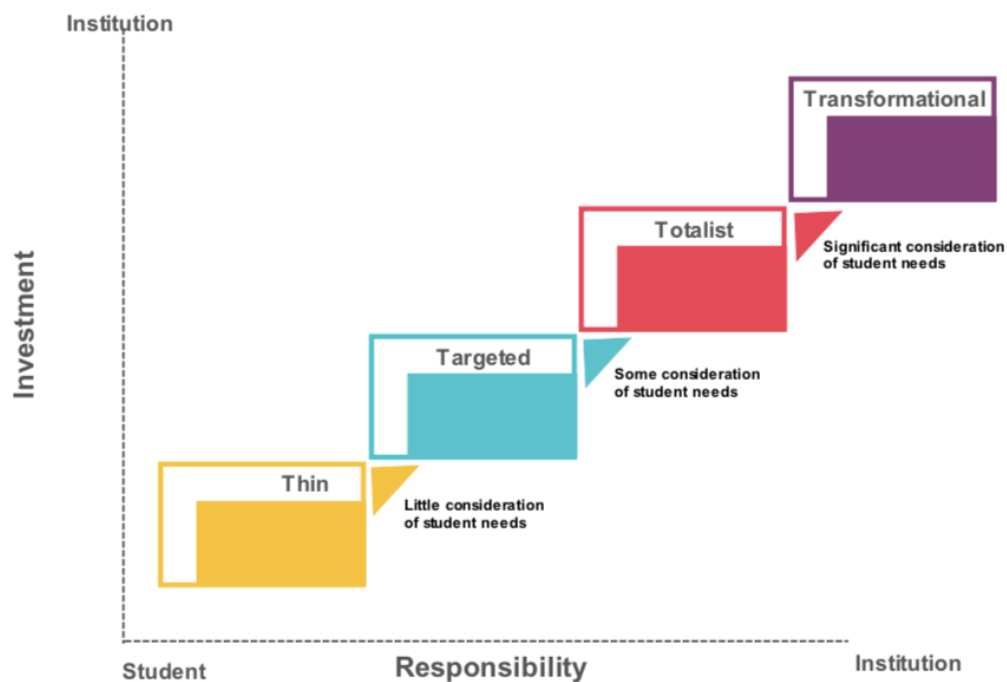 Institution
Transformational
Significant consideration
of student needs
Totalist
Investment
Targeted
Some consideration
of student needs
Thin
Little consideration
of student needs
Student
Responsibility
Institution